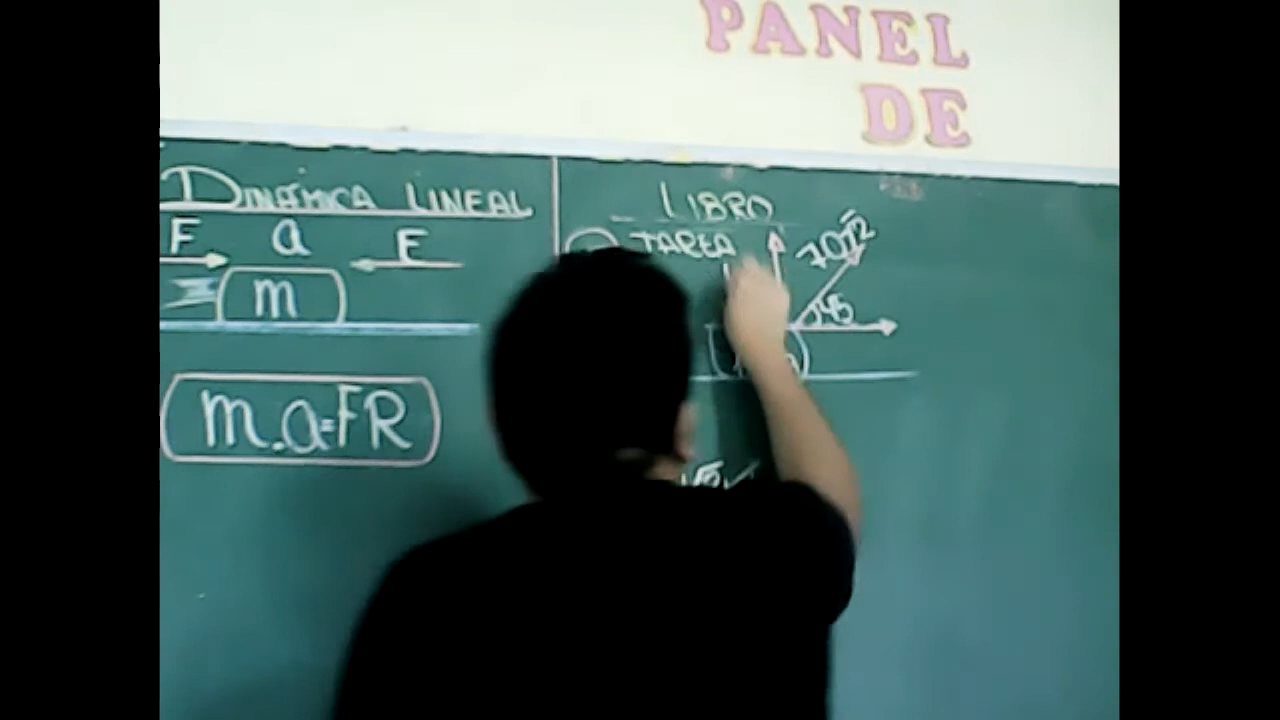 PANEL
DE
DINÁMICA LINEAL
F a F
m
m.a=FR
LIBRO
TAREA
70√2
45